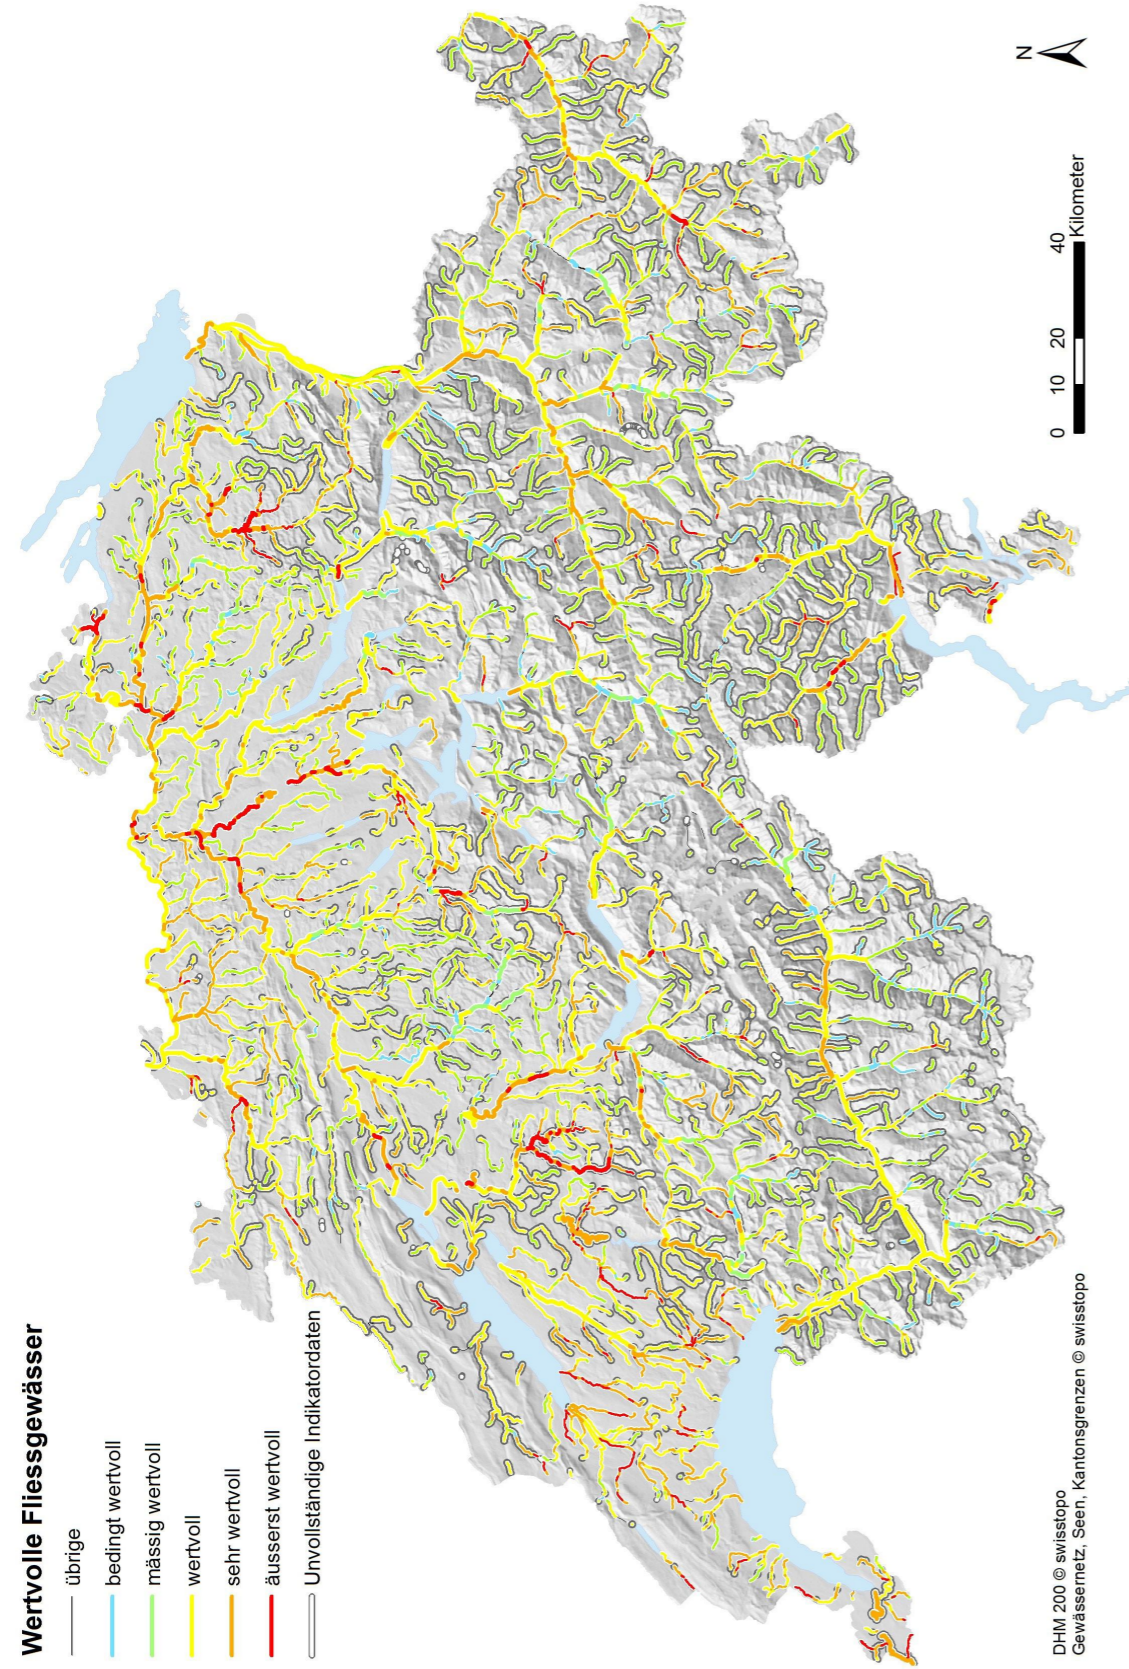 Wertvolle Fliessgewässer
übrige
bedingt wertvoll
mässig wertvoll
wertvoll
sehr wertvoll
äusserst wertvoll
Unvollständige Indikatordaten
N
0 10 20 40
Kilometer
DHM 200 © swisstopo
Gewässernetz, Seen, Kantonsgrenzen © swisstopo